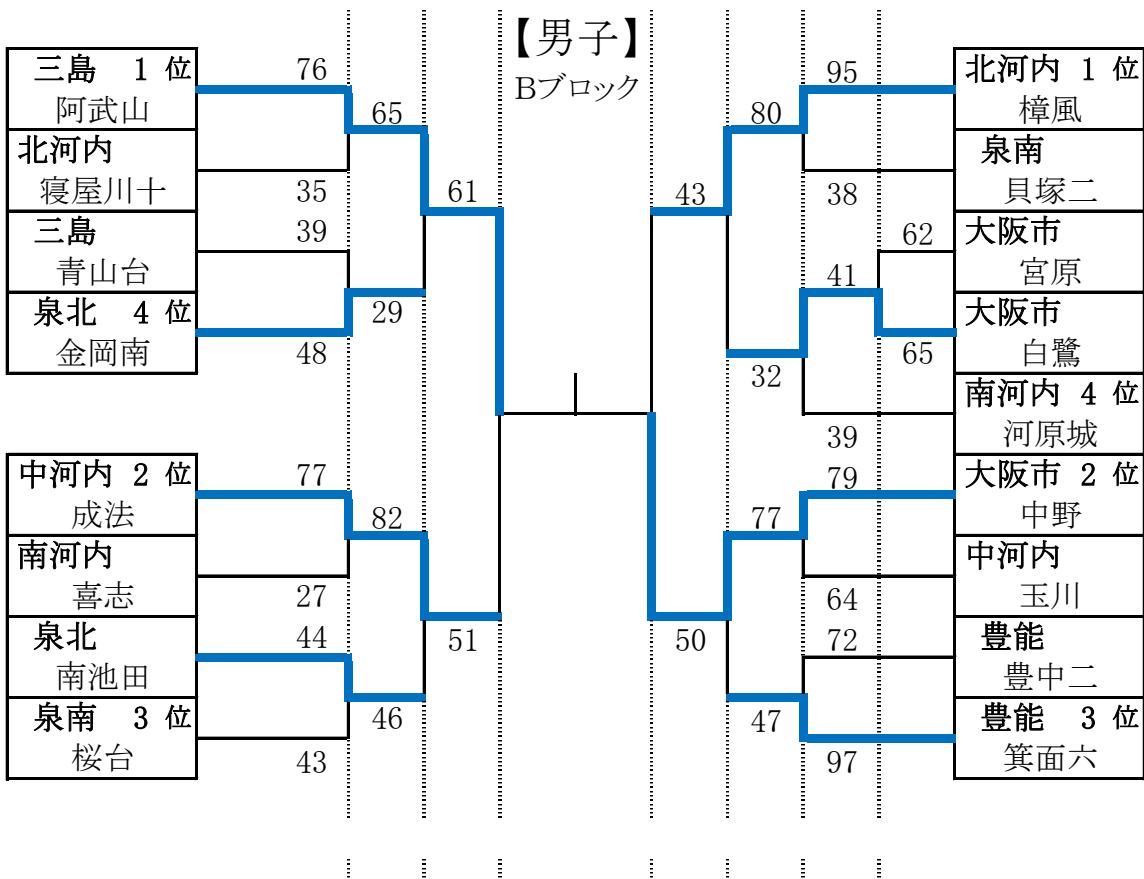 【男子】
Bブロック
三島 1 位
阿武山
北河内
寝屋川十
三島
青山台
泉北 4 位
金岡南
中河内 2 位
成法
南河内
喜志
泉北
南池田
泉南 3 位
桜台
76
35
39
48
77
27
44
43
65
29
82
46
61
51
43
50
80
32
77
47
95
38
41
39
79
64
72
97
62
65
北河内 1 位
樟風
泉南
貝塚二
大阪市
宮原
大阪市
白鷺
南河内 4 位
河原城
大阪市 2 位
中野
中河内
玉川
豊能
豊中二
豊能 3 位
箕面六